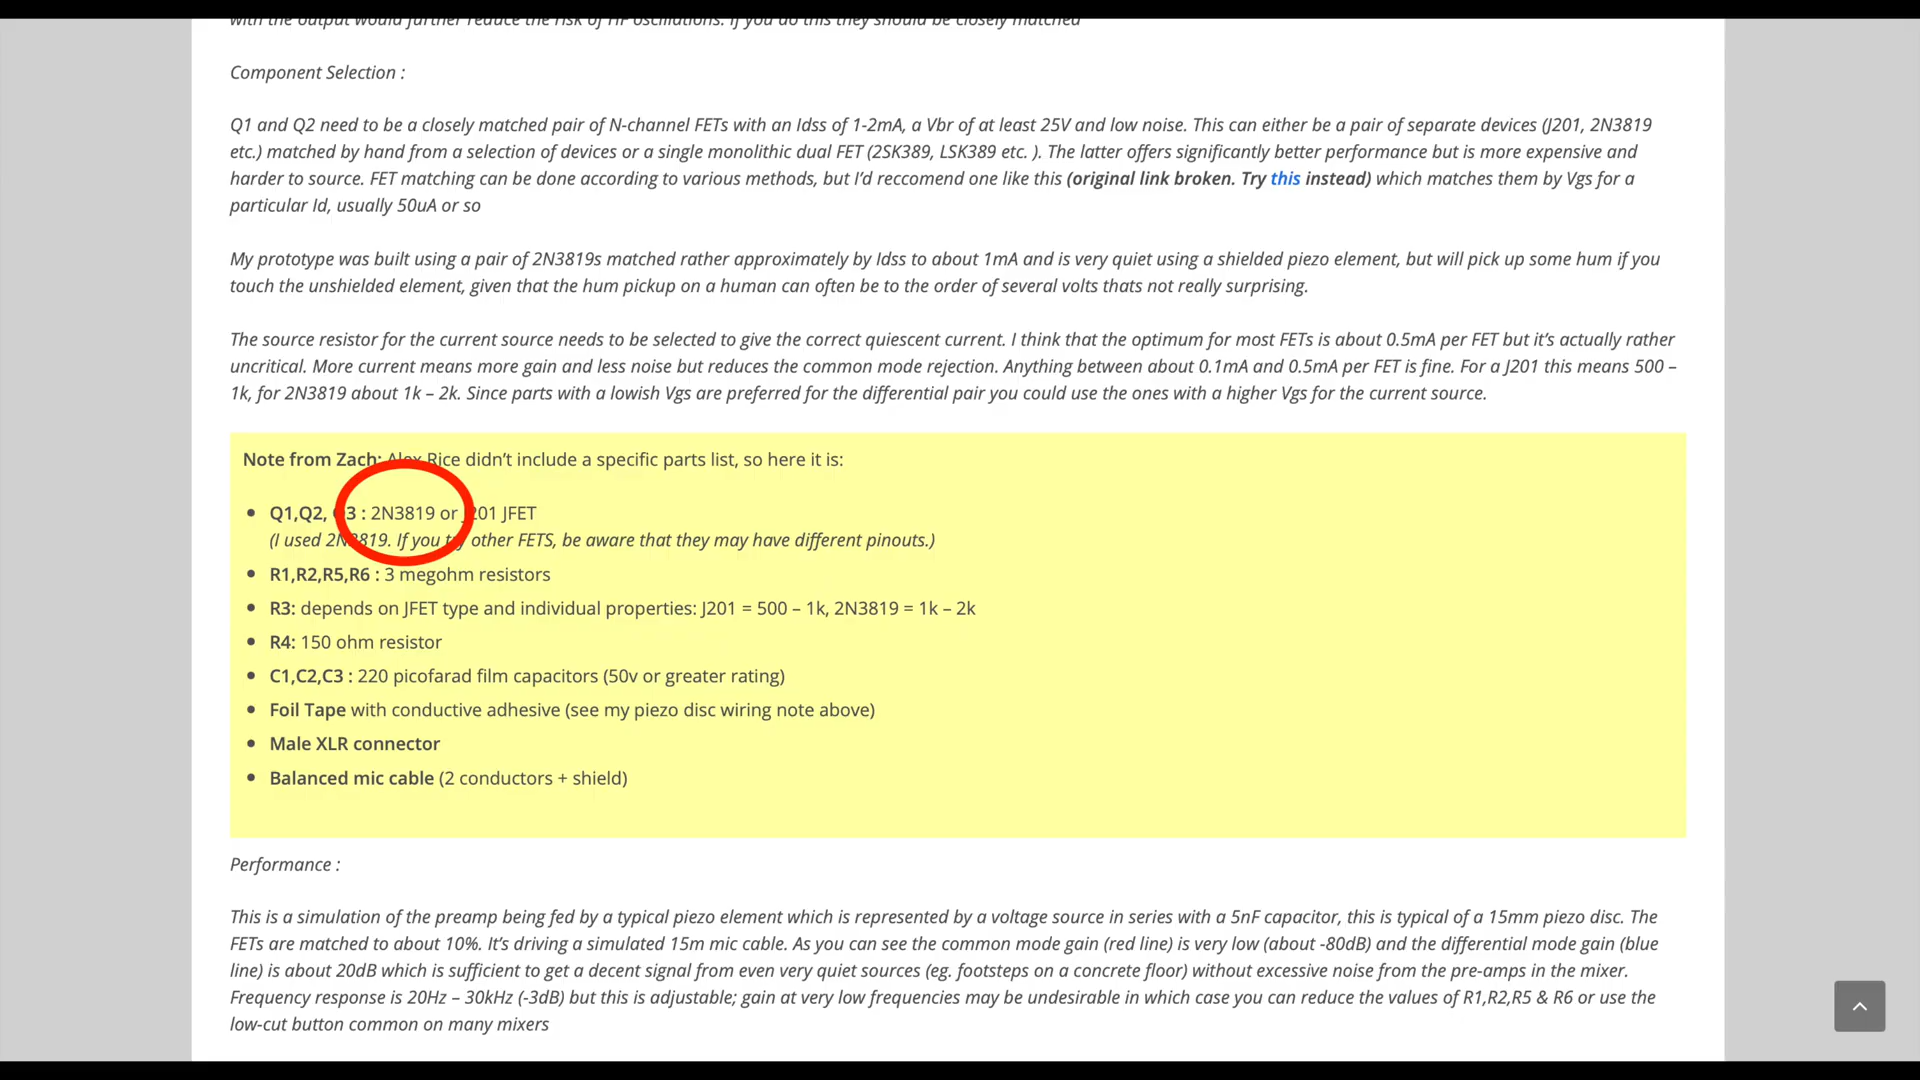 with the output would further reduce the risk of HF oscillations. If you do this they should be closely matched
Component Selection :
Q1 and Q2 need to be a closely matched pair of N-channel FETs with an Idss of 1-2mA, a Vbr of at least 25V and low noise. This can either be a pair of separate devices (J201, 2N3819
etc.) matched by hand from a selection of devices or a single monolithic dual FET (2SK389, LSK389 etc. ). The latter offers significantly better performance but is more expensive and
harder to source. FET matching can be done according to various methods, but I'd reccomend one like this (original link broken. Try this instead) which matches them by Vgs for a
particular Id, usually 50uA or so
My prototype was built using a pair of 2N3819s matched rather approximately by Idss to about 1mA and is very quiet using a shielded piezo element, but will pick up some hum if you
touch the unshielded element, given that the hum pickup on a human can often be to the order of several volts thats not really surprising.
The source resistor for the current source needs to be selected to give the correct quiescent current. I think that the optimum for most FETs is about 0.5mA per FET but it's actually rather
uncritical. More current means more gain and less noise but reduces the common mode rejection. Anything between about 0.1mA and 0.5mA per FET is fine. For a J201 this means 500 –
1k, for 2N3819 about 1k – 2k. Since parts with a lowish Vgs are preferred for the differential pair you could use the ones with a higher Vgs for the current source.
Note from Zach: Alex Rice didn't include a specific parts list, so here it is:
• Q1,Q2, Q3 : 2N3819 or J201 JFET
(I used 2N3819. If you try other FETS, be aware that they may have different pinouts.)
• R1,R2,R5,R6 : 3 megohm resistors
• R3: depends on JFET type and individual properties: J201 = 500 – 1k, 2N3819 = 1k – 2k
• R4: 150 ohm resistor
• C1,C2,C3 : 220 picofarad film capacitors (50v or greater rating)
• Foil Tape with conductive adhesive (see my piezo disc wiring note above)
• Male XLR connector
• Balanced mic cable (2 conductors + shield)
Performance :
This is a simulation of the preamp being fed by a typical piezo element which is represented by a voltage source in series with a 5nF capacitor, this is typical of a 15mm piezo disc. The
FETs are matched to about 10%. It's driving a simulated 15m mic cable. As you can see the common mode gain (red line) is very low (about -80dB) and the differential mode gain (blue
line) is about 20dB which is sufficient to get a decent signal from even very quiet sources (eg. footsteps on a concrete floor) without excessive noise from the pre-amps in the mixer.
Frequency response is 20Hz – 30kHz (-3dB) but this is adjustable; gain at very low frequencies may be undesirable in which case you can reduce the values of R1,R2,R5 & R6 or use the
low-cut button common on many mixers